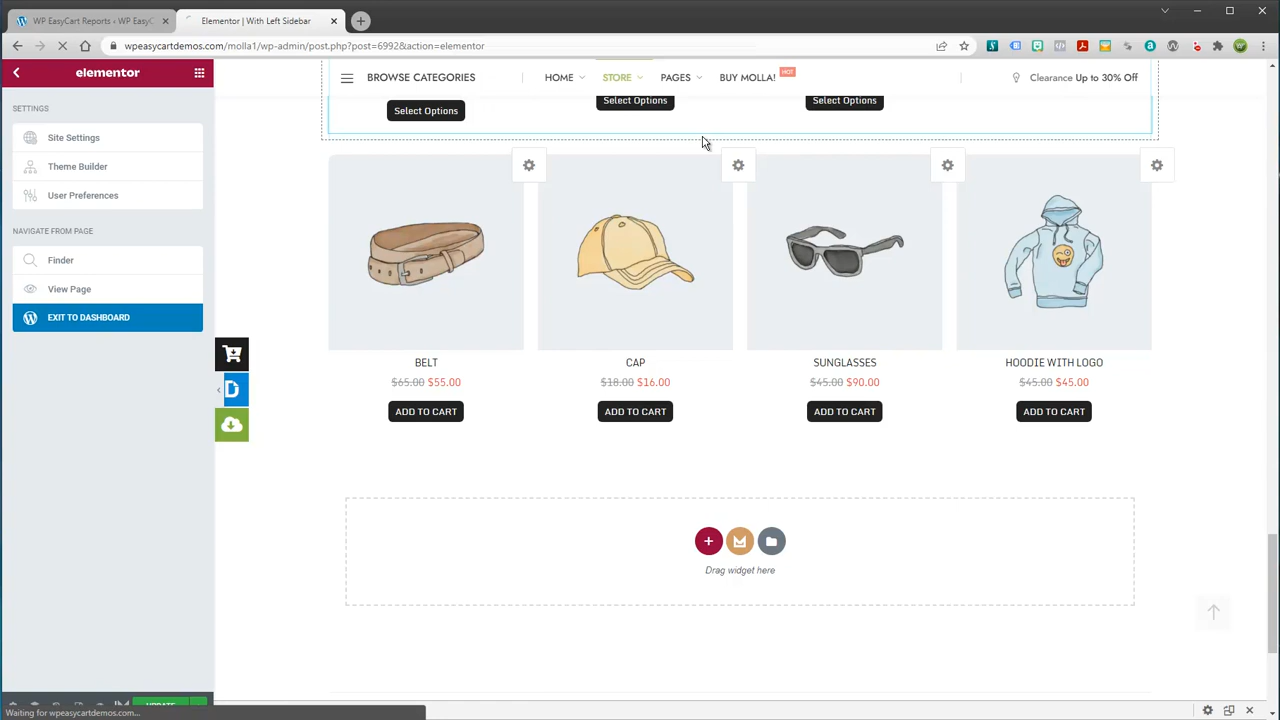 WP EasyCart Reports ‹ WP EasyC
Elementor | With Left Sidebar
wpeasycartdemos.com/molla1/wp-admin/post.php?post=6992&action=elementor
elementor
BROWSE CATEGORIES
HOME
STORE
PAGES
BUY MOLLA!
HOT
Clearance Up to 30% Off
SETTINGS
Select Options
Select Options
Select Options
Site Settings
Theme Builder
User Preferences
NAVIGATE FROM PAGE
Finder
View Page
EXIT TO DASHBOARD
BELT
CAP
SUNGLASSES
HOODIE WITH LOGO
$65.00 $55.00
$18.00 $16.00
$45.00 $90.00
$45.00 $45.00
ADD TO CART
ADD TO CART
ADD TO CART
ADD TO CART
Drag widget here
UPDATE
Waiting for wpeasycartdemos.com...